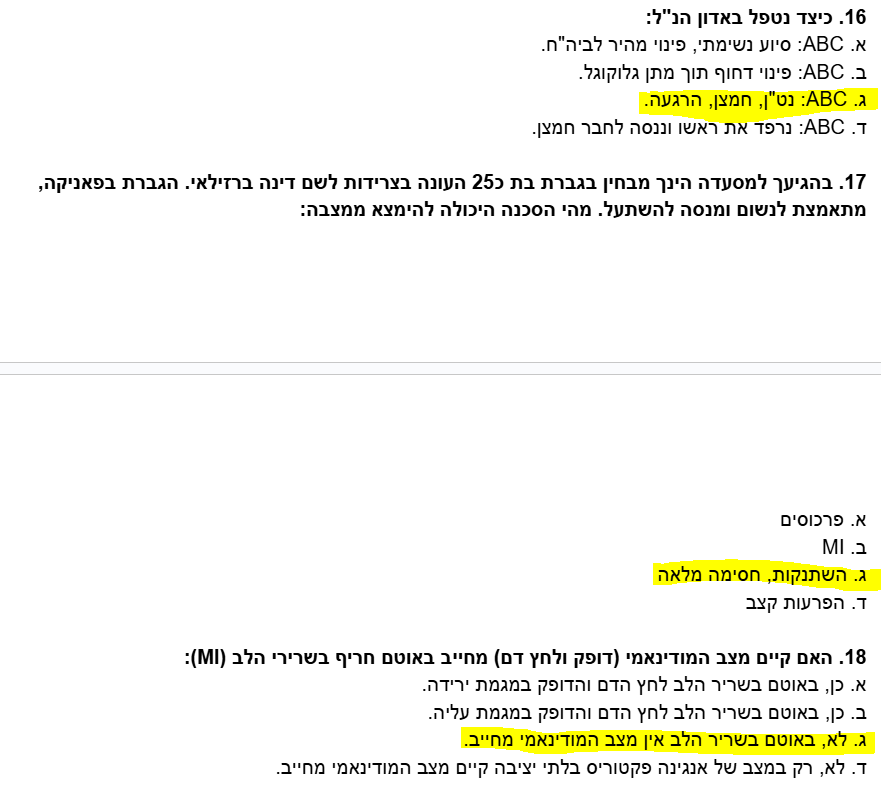 16. כיצד נטפל באדון הנ"ל:
א. ABC: סיוע נשימתי, פינוי מהיר לביה"ח.
ב. ABC: פינוי דחוף תוך מתן גלוקוגל.
ג. ABC: נט"ן, חמצן, הרגעה.
ד. ABC: נרפד את ראשו וננסה לחבר חמצן.
17. בהגיעך למסעדה הינך מבחין בגברת בת כ25 העונה בצרידות לשם דינה ברזילאי. הגברת בפאניקה,
מתאמצת לנשום ומנסה להשתעל. מהי הסכנה היכולה להימצא ממצבה:
א. פרכוסים
ב. MI
ג. השתנקות, חסימה מלאה
ד. הפרעות קצב
18. האם קיים מצב המודינאמי (דופק ולחץ דם) מחייב באוטם חריף בשרירי הלב (MI):
א. כן, באוטם בשריר הלב לחץ הדם והדופק במגמת ירידה.
ב. כן, באוטם בשריר הלב לחץ הדם והדופק במגמת עליה.
ג. לא, באוטם בשריר הלב אין מצב המודינאמי מחייב.
ד. לא, רק במצב של אנגינה פקטוריס בלתי יציבה קיים מצב המודינאמי מחייב.